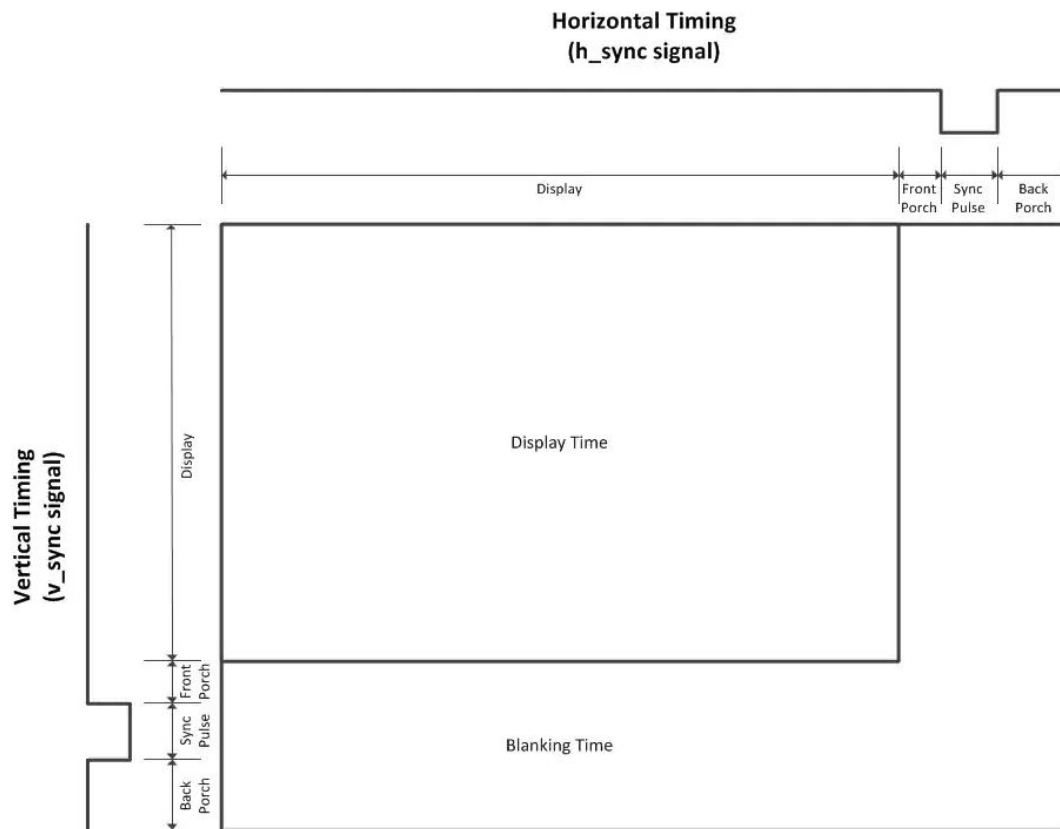 Horizontal Timing
(h_sync signal)
Display
Front
Porch
Sync
Pulse
Back
Porch
Vertical Timing
(v_sync signal)
Display
Display Time
Front
Porch
Sync
Pulse
Blanking Time
Back
Porch